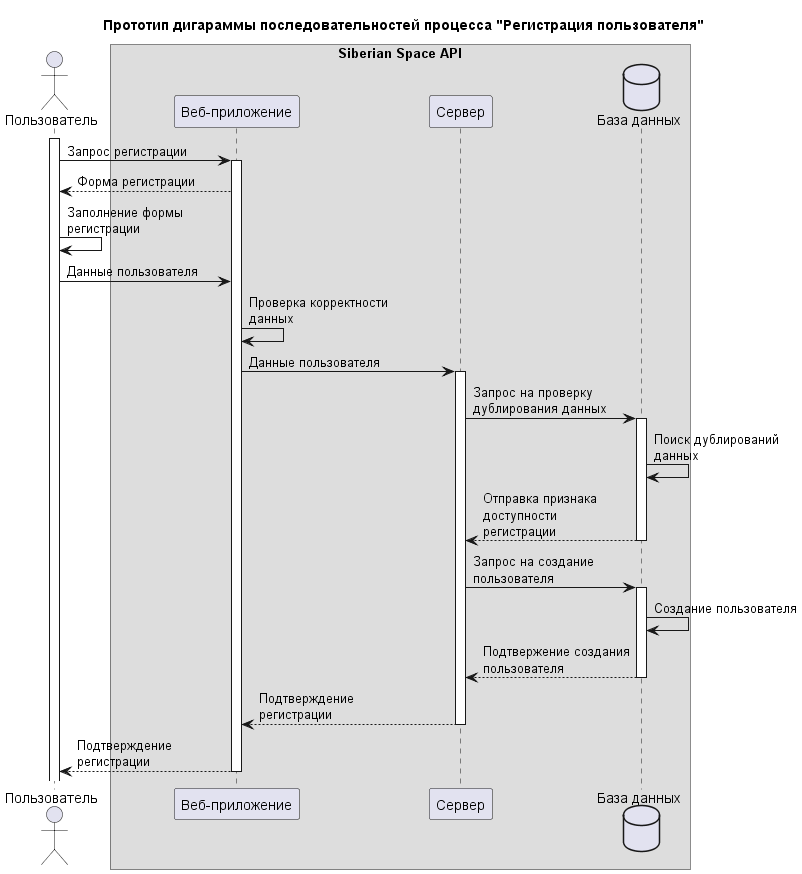 Прототип дигараммы последовательностей процесса "Регистрация пользователя"
Siberian Space API
Пользователь
Веб-приложение
Сервер
База данных
Запрос регистрации
Форма регистрации
Заполнение формы
регистрации
Данные пользователя
Проверка корректности
данных
Данные пользователя
Запрос на проверку
дублирования данных
Поиск дублирований
данных
Отправка признака
доступности
регистрации
Запрос на создание
пользователя
Создание пользователя
Подтвержение создания
пользователя
Подтверждение
регистрации
Подтверждение
регистрации
Пользователь
Веб-приложение
Сервер
База данных